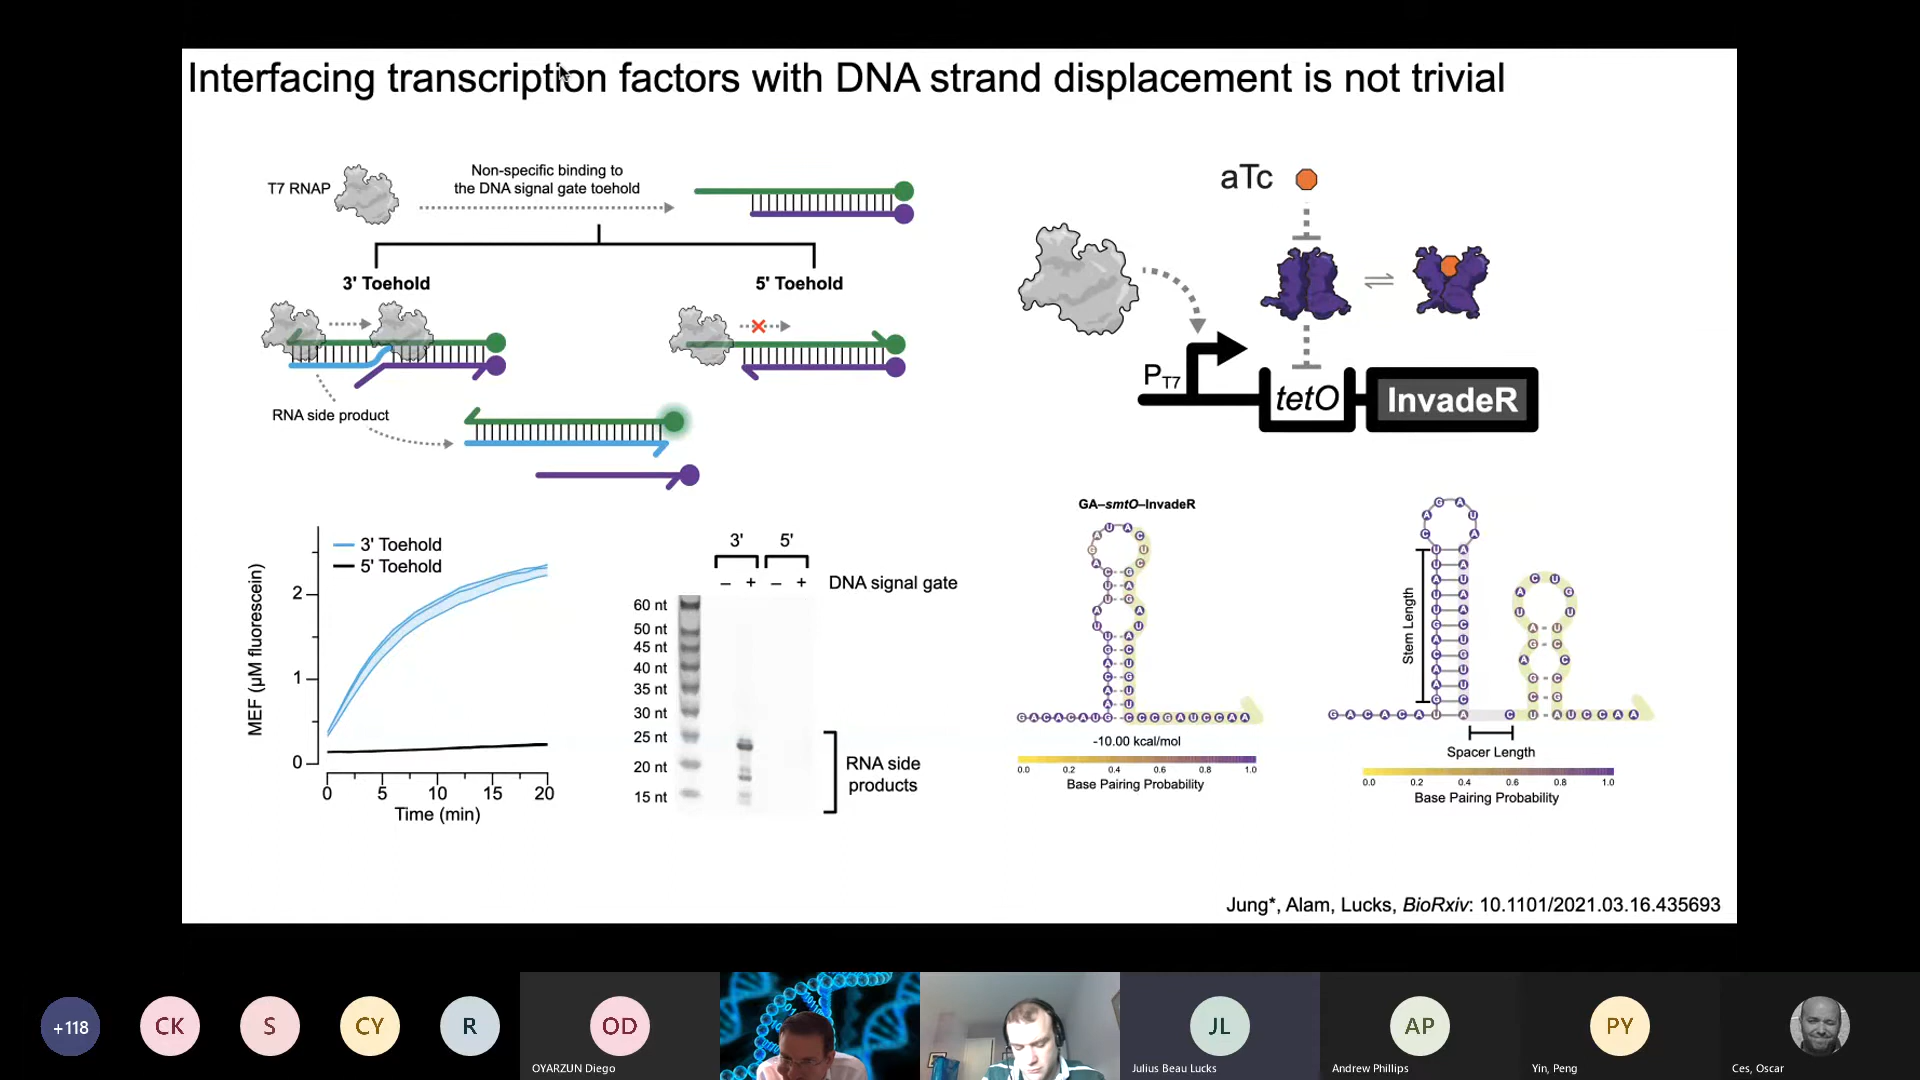 Interfacing transcription factors with DNA strand displacement is not trivial
T7 RNAP
Non-specific binding to
the DNA signal gate toehold
3' Toehold
5' Toehold
RNA side product
aTc
PT7
tetO
InvadeR
MEF (µM fluorescein)
3' Toehold
5' Toehold
2
1
0
0 5 10 15 20
Time (min)
3' 5'
– + – + DNA signal gate
60 nt
50 nt
45 nt
40 nt
35 nt
30 nt
25 nt
20 nt
15 nt
RNA side
products
GA–smtO–InvadeR
GACACAUG
CCCGAUCCAA
-10.00 kcal/mol
0.0 0.2 0.4 0.6 0.8 1.0
Base Pairing Probability
Stem Length
GACACAUA
CU
AUCCAA
Spacer Length
0.0 0.2 0.4 0.6 0.8 1.0
Base Pairing Probability
Jung*, Alam, Lucks, BioRxiv: 10.1101/2021.03.16.435693
+118
CK
S
CY
R
OD
OYARZUN Diego
JL
Julius Beau Lucks
AP
Andrew Phillips
PY
Yin, Peng
Ces, Oscar